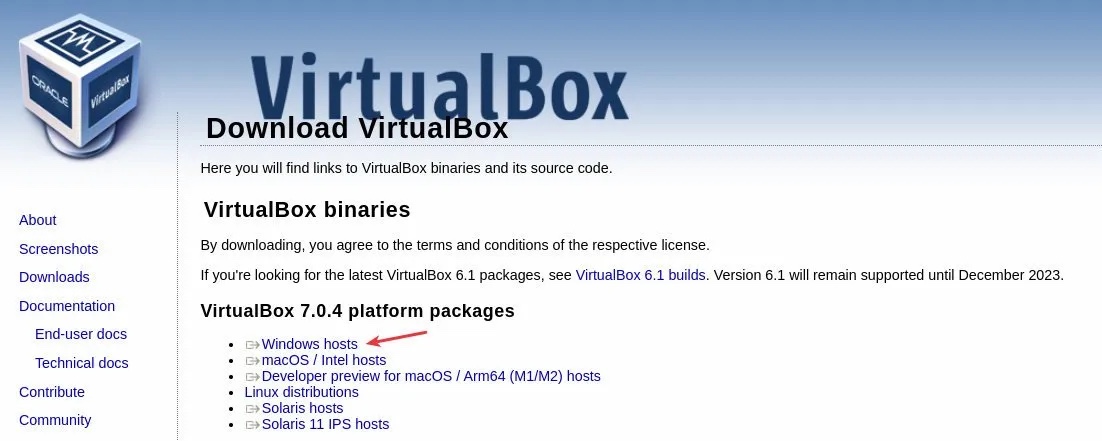 ORACLE
VirtualBox
VirtualBox
Download VirtualBox
Here you will find links to VirtualBox binaries and its source code.
VirtualBox binaries
By downloading, you agree to the terms and conditions of the respective license.
If you're looking for the latest VirtualBox 6.1 packages, see VirtualBox 6.1 builds. Version 6.1 will remain supported until December 2023.
VirtualBox 7.0.4 platform packages
Windows hosts
macOS / Intel hosts
Developer preview for macOS / Arm64 (M1/M2) hosts
Linux distributions
Solaris hosts
Solaris 11 IPS hosts
About
Screenshots
Downloads
Documentation
End-user docs
Technical docs
Contribute
Community